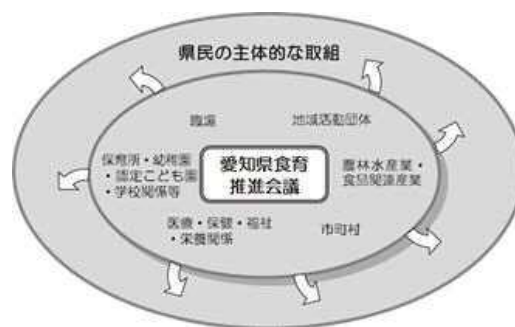 県民の主体的な取組
職場
地域活動団体
保育所・幼稚園
・認定こども園
・学校関係等
愛知県食育
推進会議
農林水産業・
食品関連産業
医療・保健・福祉
・栄養関係
市町村